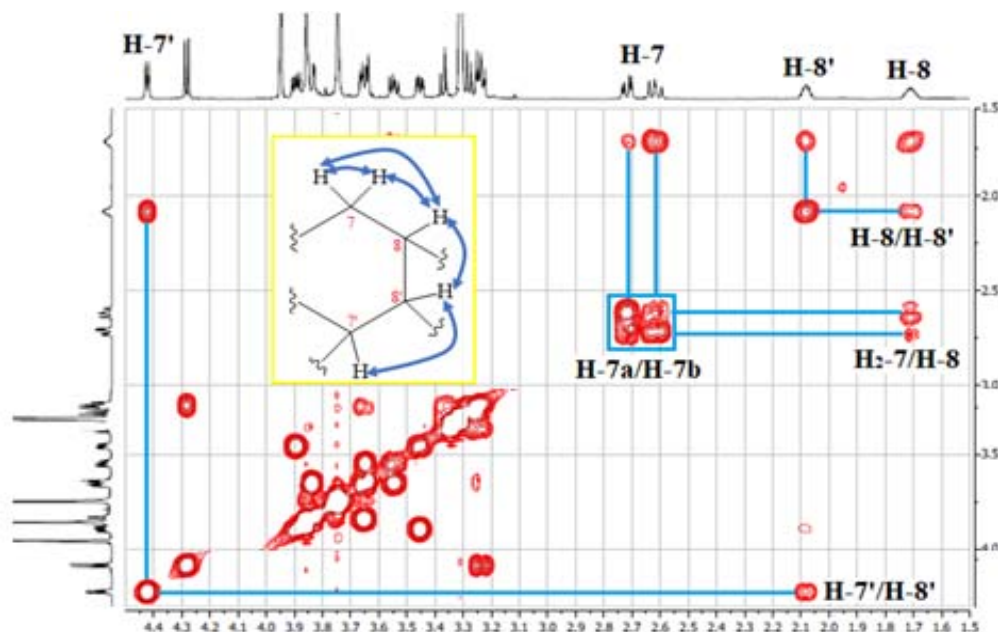 H-7'
H-7
H-8'
H-8
1.5
H H
H
7
8
2.0
H-8/H-8'
H
8'
7'
H
2.5
H-7a/H-7b
H₂-7/H-8
3.0
3.5
4.0
H-7'/H-8'
4.4 4.3 4.2 4.1 4.0 3.9 3.8 3.7 3.6 3.5 3.4 3.3 3.2 3.1 3.0 2.9 2.8 2.7 2.6 2.5 2.4 2.3 2.2 2.1 2.0 1.9 1.8 1.7 1.6 1.5